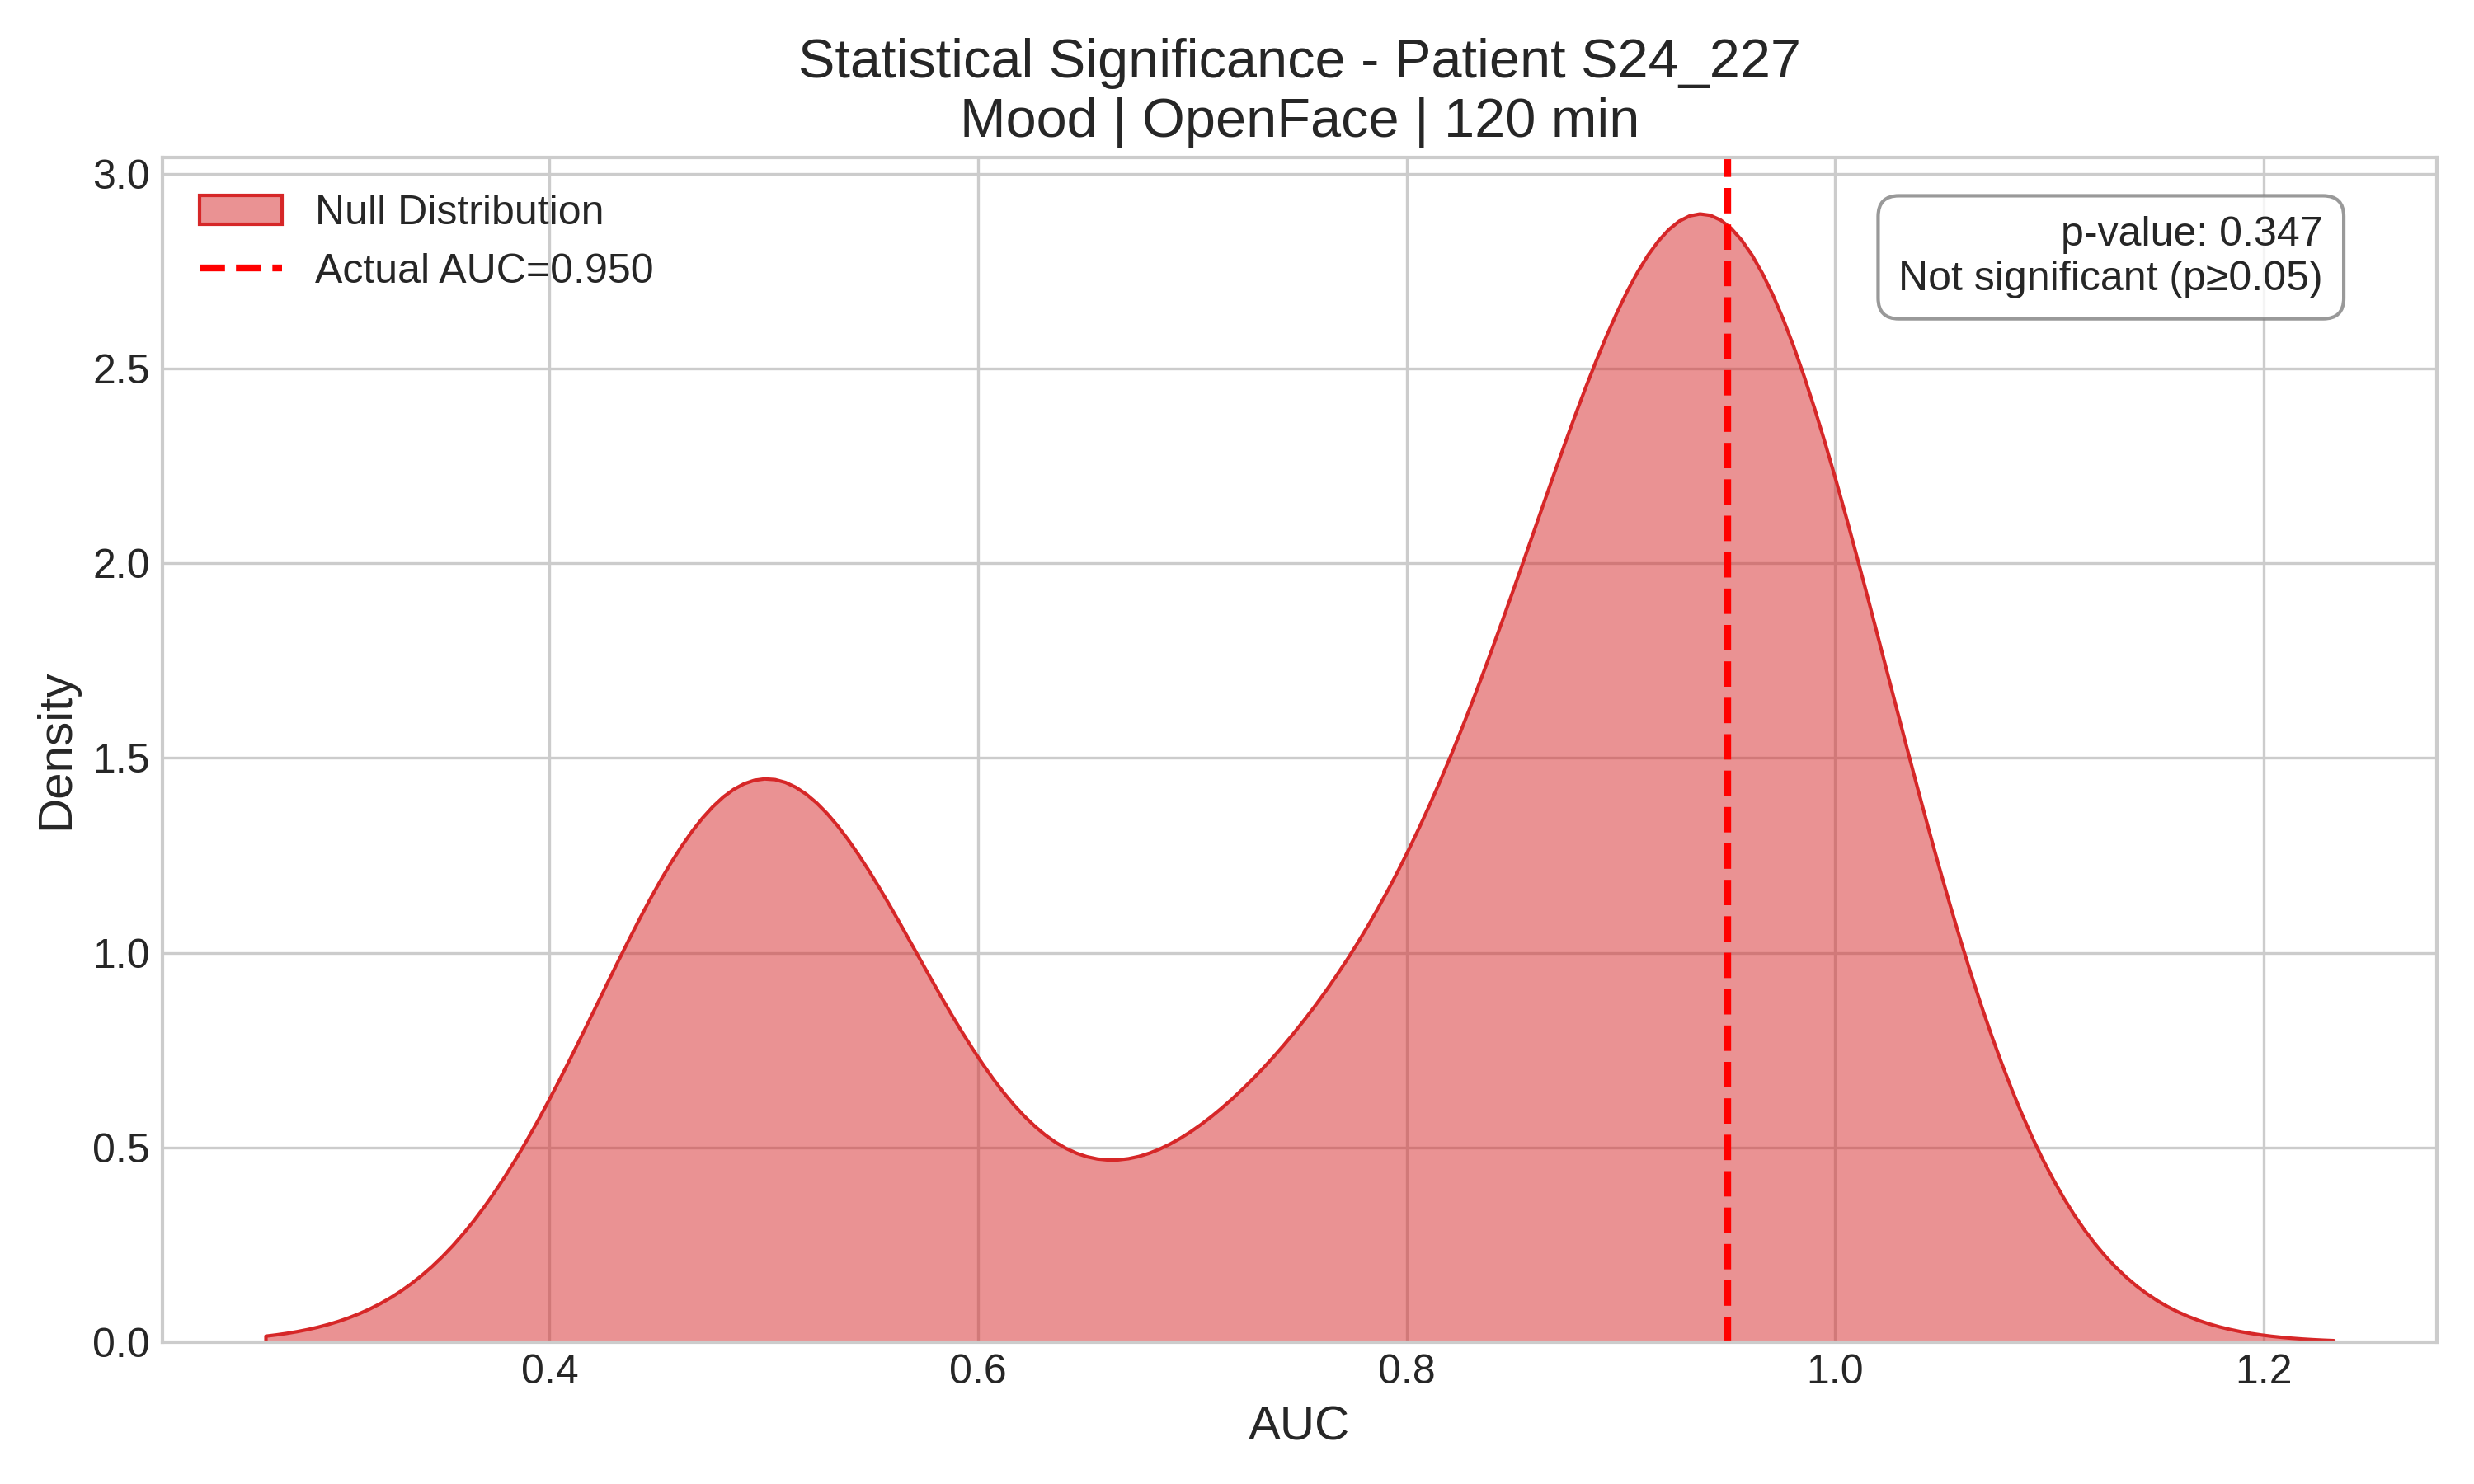 Statistical Significance - Patient S24_227
Mood | OpenFace | 120 min
Null Distribution
Actual AUC=0.950
p-value: 0.347
Not significant (p≥0.05)
3.0
2.5
2.0
1.5
1.0
0.5
0.0
Density
0.4
0.6
0.8
1.0
1.2
AUC